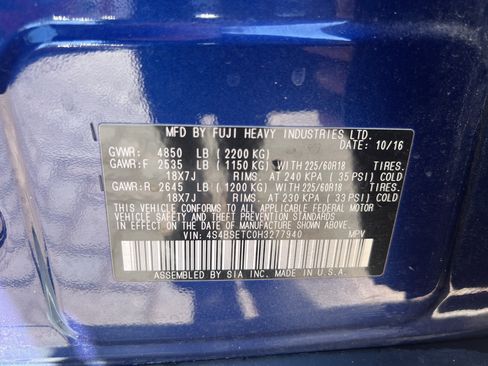 MFD BY FUJI HEAVY INDUSTRIES LTD.
DATE: 10/16
GVWR: 4850 LB (2200 KG)
GAWR:F 2535 LB (1150 KG) WITH 225/60R18 TIRES.
18X7J RIMS. AT 240 KPA (35 PSI) COLD
GAWR:R 2645 LB (1200 KG) WITH 225/60R18 TIRES.
18X7J RIMS. AT 230 KPA (33 PSI) COLD
THIS VEHICLE CONFORMS TO ALL APPLICABLE FEDERAL MOTOR
VEHICLE SAFETY AND THEFT PREVENTION STANDARDS IN
EFFECT ON THE DATE OF MANUFACTURE SHOWN ABOVE.
VIN: 4S4BSETC0H3277940 MPV
ASSEMBLED BY SIA INC. MADE IN U.S.A.